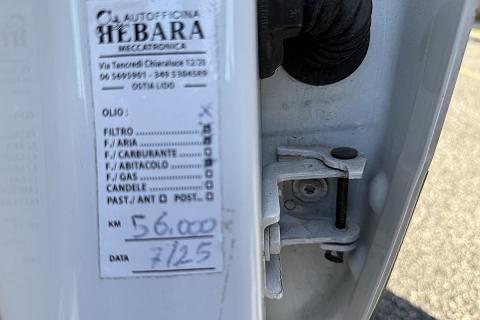 AUTOFFICINA
HEBARA
MECCATRONICA
Via Tancredi Chiaraluce 12/20
06 5695901 - 349 5304589
OSTIA LIDO
OLIO : X
FILTRO
F./ ARIA
F./ CARBURANTE
F./ ABITACOLO
F./ GAS
CANDELE
PAST./ ANT POST...
KM 56.000
DATA 7/25